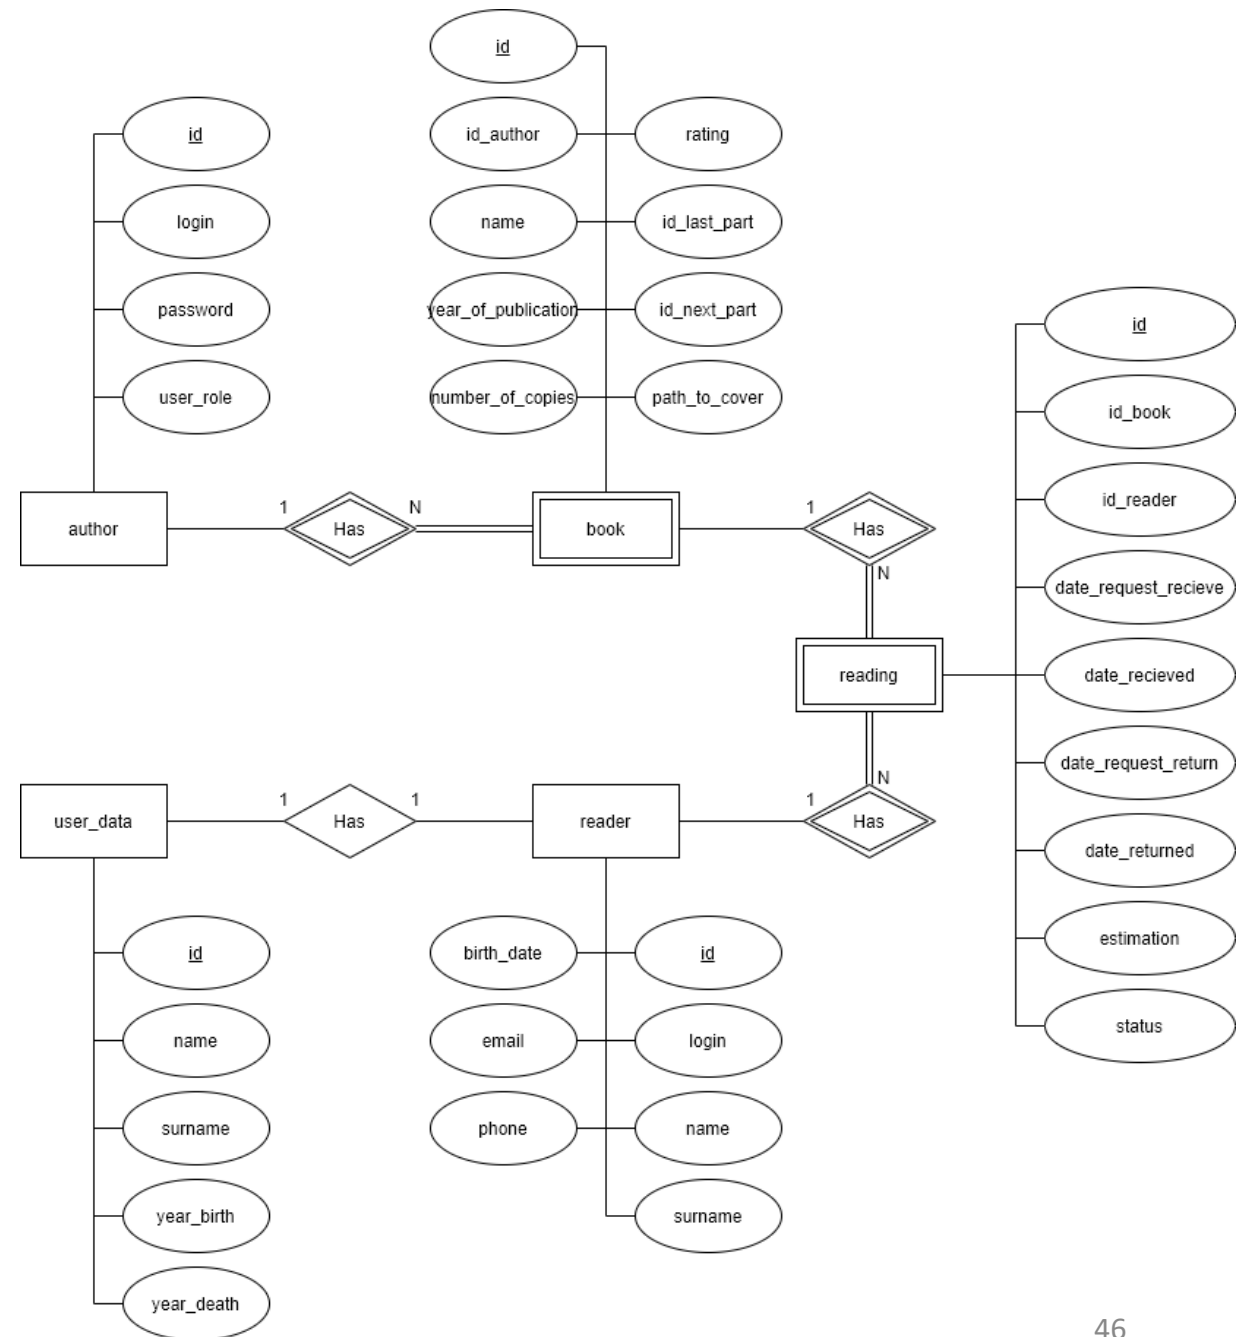 id
id
login
password
user_role
id_author
name
year_of_publication
number_of_copies
rating
id_last_part
id_next_part
path_to_cover
id
id_book
id_reader
date_request_recieve
date_recieved
date_request_return
date_returned
estimation
status
author
1
Has
N
book
1
Has
N
reading
user_data
1
Has
1
reader
1
Has
N
id
name
surname
year_birth
year_death
birth_date
email
phone
id
login
name
surname
46